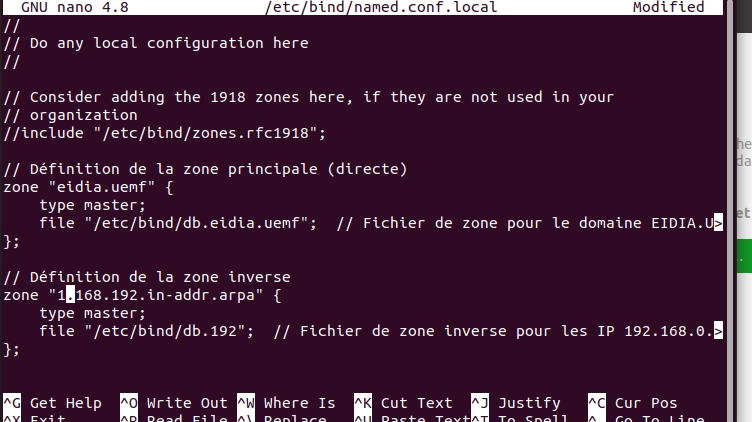 GNU nano 4.8 /etc/bind/named.conf.local Modified
//
// Do any local configuration here
//
// Consider adding the 1918 zones here, if they are not used in your
// organization
//include "/etc/bind/zones.rfc1918";
// Définition de la zone principale (directe)
zone "eidia.uemf" {
    type master;
    file "/etc/bind/db.eidia.uemf";  // Fichier de zone pour le domaine EIDIA.U>
};
// Définition de la zone inverse
zone "1.168.192.in-addr.arpa" {
    type master;
    file "/etc/bind/db.192";  // Fichier de zone inverse pour les IP 192.168.0.>
};
^G Get Help ^O Write Out ^W Where Is ^K Cut Text ^J Justify ^C Cur Pos
^X Exit ^R Read File ^\ Replace ^U Paste Text ^T To Spell ^_ Go To Line